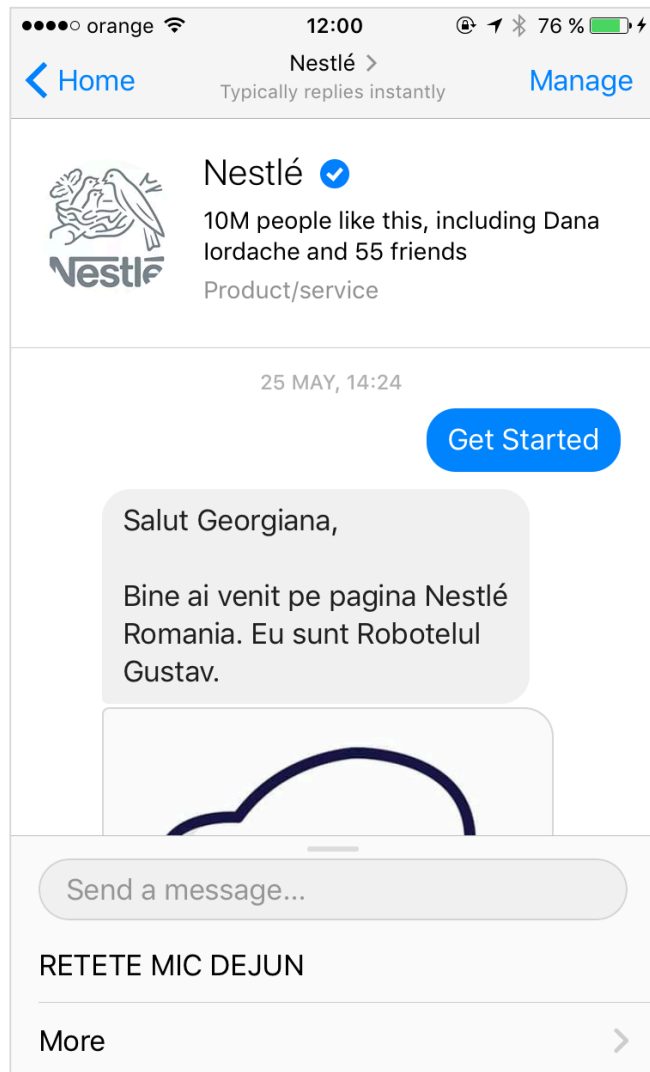 orange 12:00 76 %
Nestlé
Typically replies instantly
Home
Manage
Nestlé
Nestlé
10M people like this, including Dana
Iordache and 55 friends
Product/service
25 MAY, 14:24
Get Started
Salut Georgiana,
Bine ai venit pe pagina Nestlé
Romania. Eu sunt Robotelul
Gustav.
Send a message...
RETETE MIC DEJUN
More